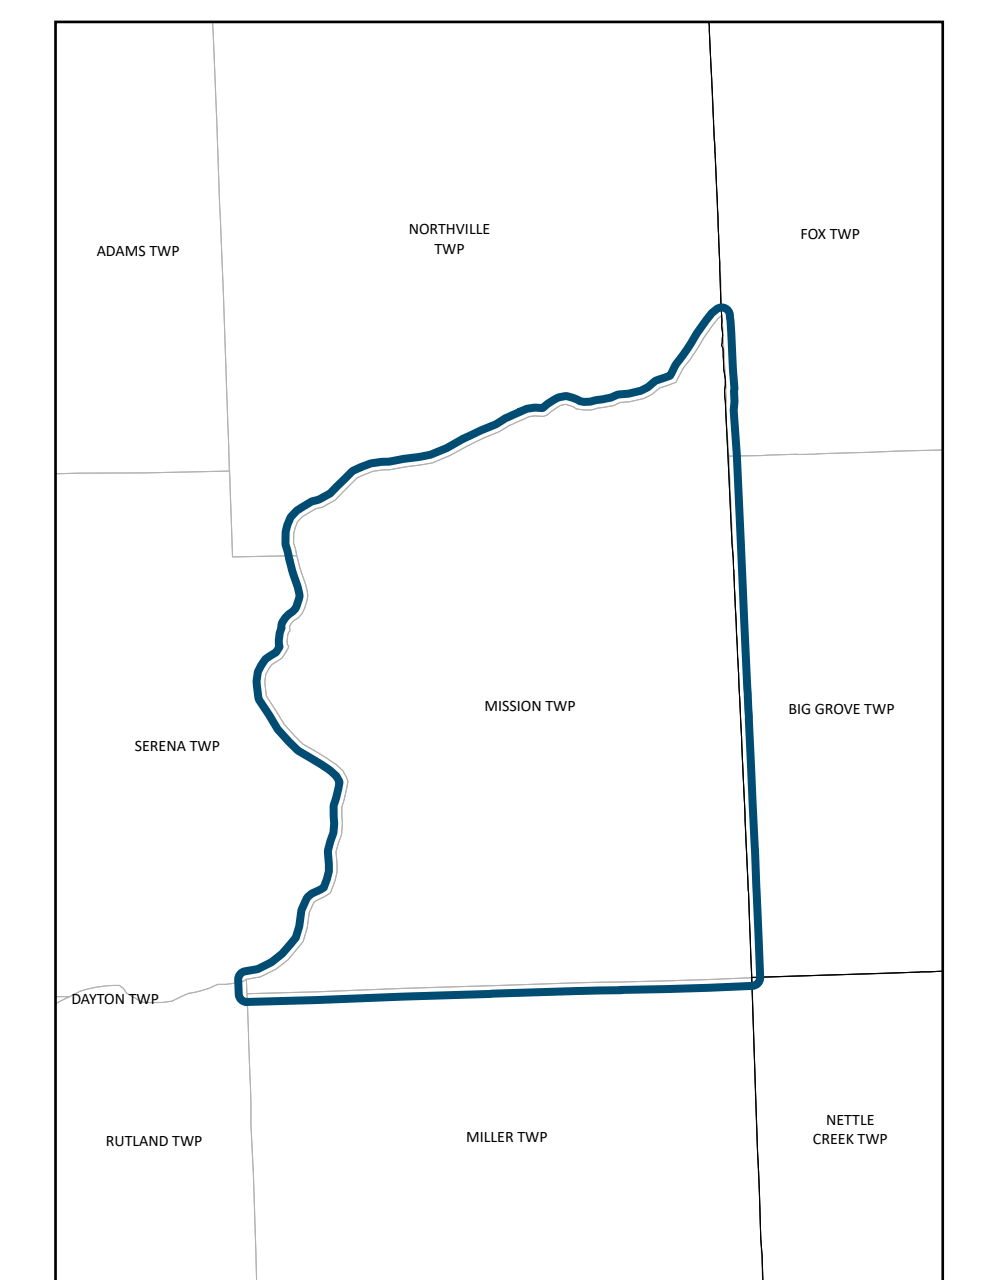 NORTHVILLE
TWP
FOX TWP
ADAMS TWP
MISSION TWP
BIG GROVE TWP
SERENA TWP
DAYTON TWP
NETTLE
CREEK TWP
MILLER TWP
RUTLAND TWP